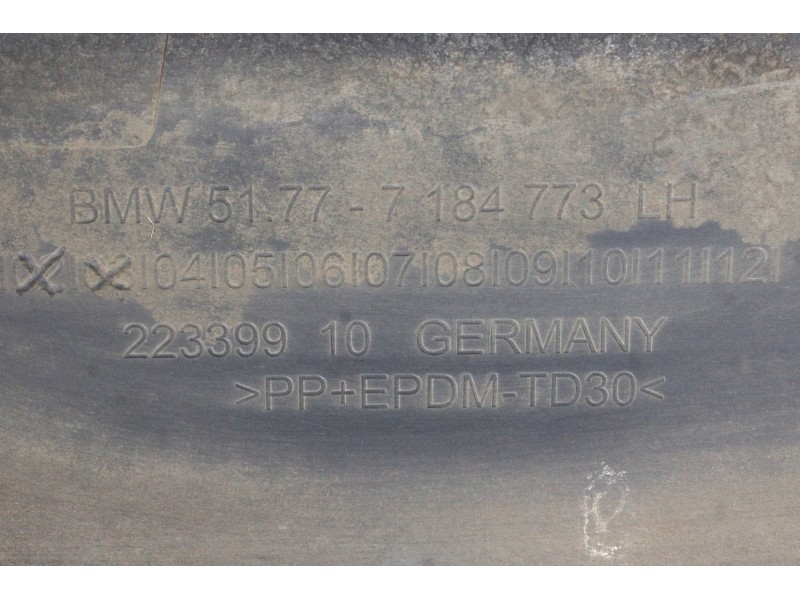 BMW 51.77 - 7 184 773 LH
|04|05|06|07|08|09|10|11|12|
223399 10 GERMANY
>PP+EPDM-TD30<